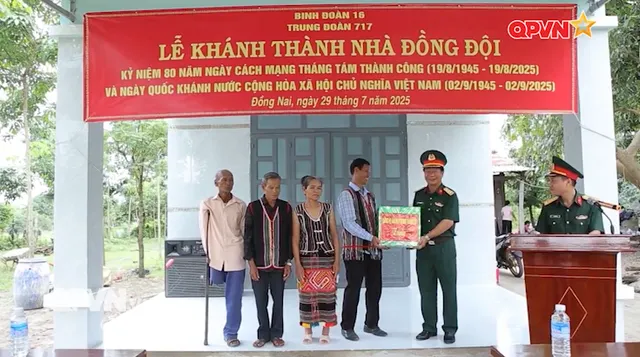 BINH ĐOÀN 16
TRUNG ĐOÀN 717
LỄ KHÁNH THÀNH NHÀ ĐỒNG ĐỘI
KỶ NIỆM 80 NĂM NGÀY CÁCH MẠNG THÁNG TÁM THÀNH CÔNG (19/8/1945 - 19/8/2025)
VÀ NGÀY QUỐC KHÁNH NƯỚC CỘNG HÒA XÃ HỘI CHỦ NGHĨA VIỆT NAM (02/9/1945 - 02/9/2025)
Đồng Nai, ngày 29 tháng 7 năm 2025
QPVN
QPVN